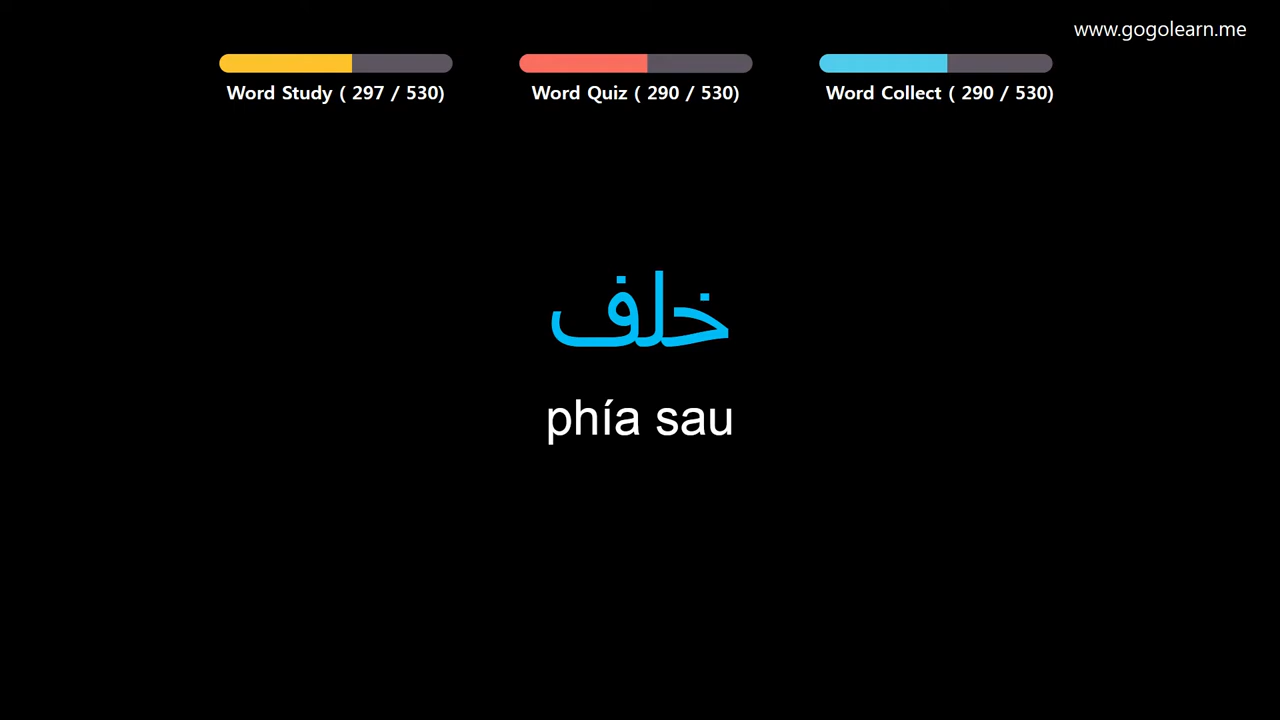 www.gogolearn.me
Word Study ( 297 / 530)
Word Quiz ( 290 / 530)
Word Collect ( 290 / 530)
خلف
phía sau